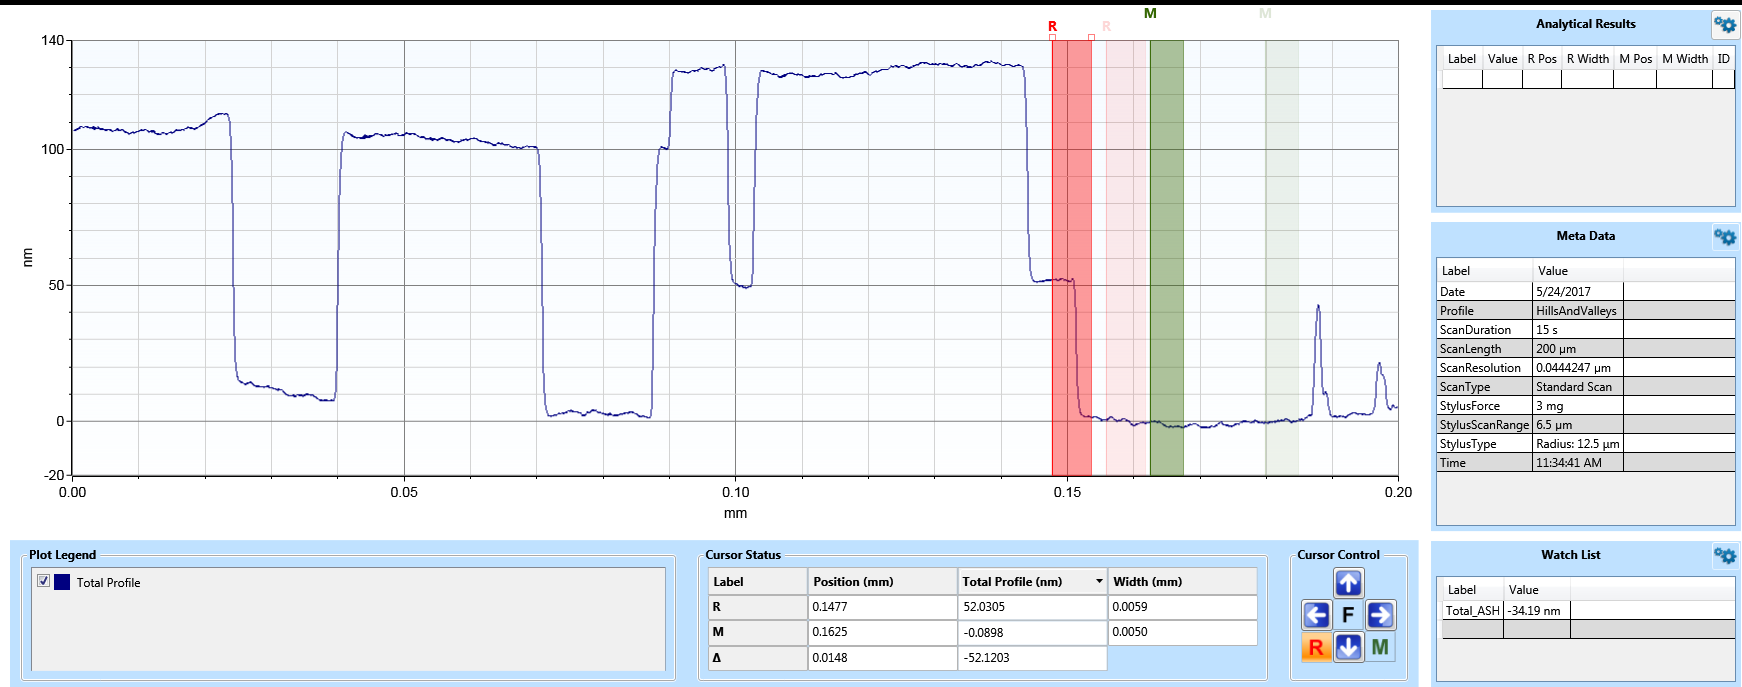 R
R
M
M
140
100
50
0
-20
nm
0.00
0.05
0.10
0.15
0.20
mm
Analytical Results
Label Value R Pos R Width M Pos M Width ID
Meta Data
Label Value
Date 5/24/2017
Profile HillsAndValleys
ScanDuration 15 s
ScanLength 200 µm
ScanResolution 0.0444247 µm
ScanType Standard Scan
StylusForce 3 mg
StylusScanRange 6.5 µm
StylusType Radius: 12.5 µm
Time 11:34:41 AM
Plot Legend
Total Profile
Cursor Status
Label Position (mm) Total Profile (nm) Width (mm)
R 0.1477 52.0305 0.0059
M 0.1625 -0.0898 0.0050
Δ 0.0148 -52.1203
Cursor Control
F
R M
Watch List
Label Value
Total_ASH -34.19 nm